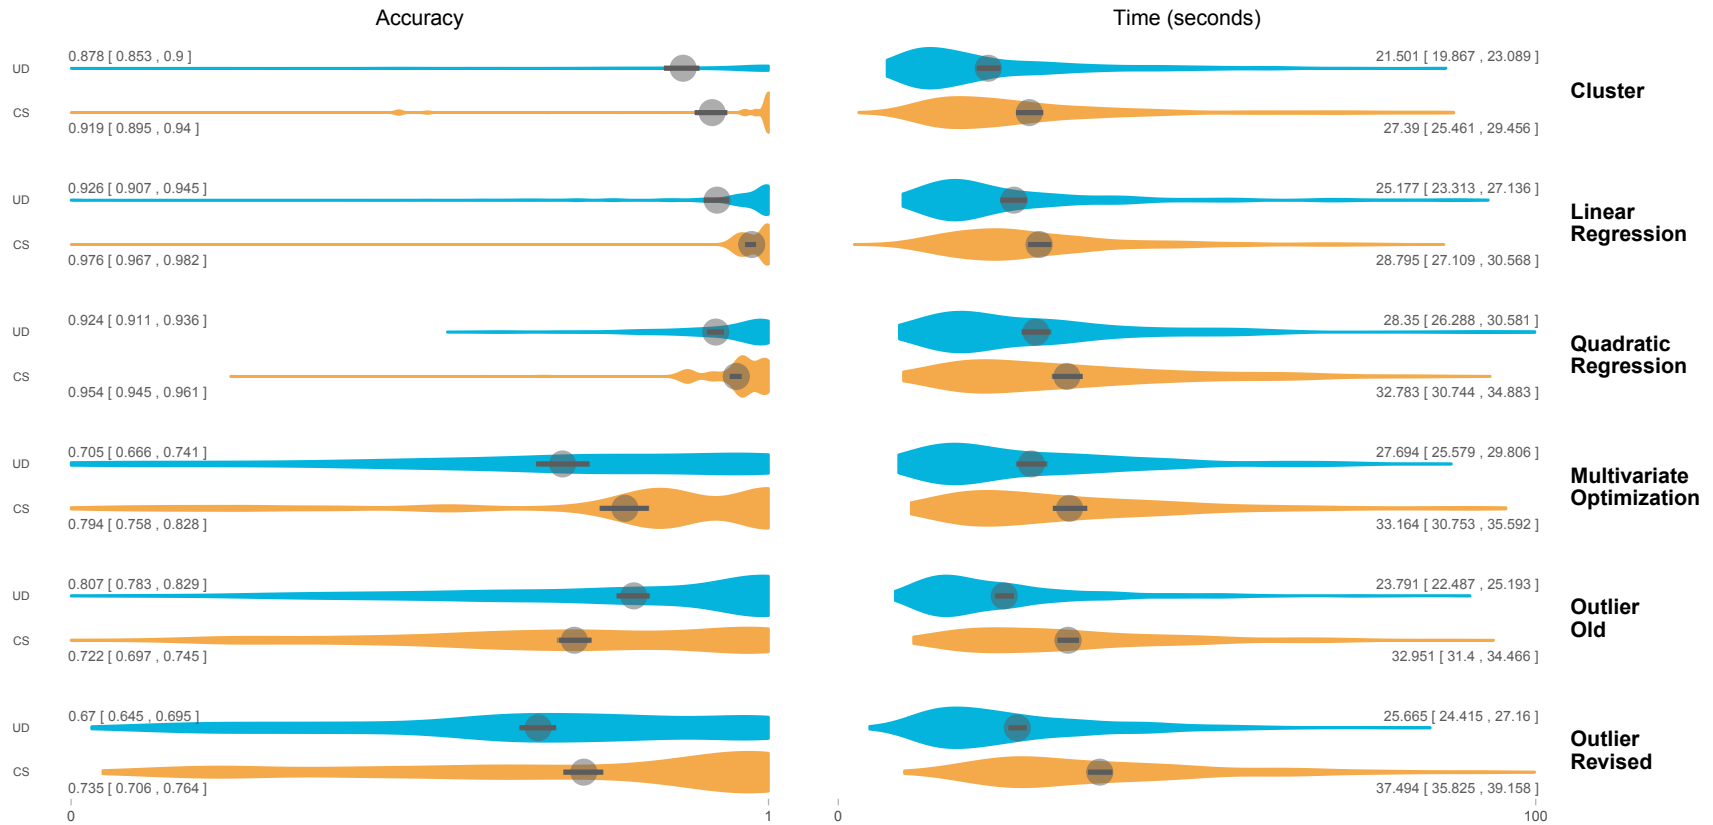 Accuracy
Time (seconds)
0.878 [ 0.853 , 0.9 ]
21.501 [ 19.867 , 23.089 ]
UD
Cluster
CS
0.919 [ 0.895 , 0.94 ]
27.39 [ 25.461 , 29.456 ]
0.926 [ 0.907 , 0.945 ]
25.177 [ 23.313 , 27.136 ]
UD
Linear
Regression
CS
0.976 [ 0.967 , 0.982 ]
28.795 [ 27.109 , 30.568 ]
0.924 [ 0.911 , 0.936 ]
28.35 [ 26.288 , 30.581 ]
UD
Quadratic
Regression
CS
0.954 [ 0.945 , 0.961 ]
32.783 [ 30.744 , 34.883 ]
0.705 [ 0.666 , 0.741 ]
27.694 [ 25.579 , 29.806 ]
UD
Multivariate
Optimization
CS
0.794 [ 0.758 , 0.828 ]
33.164 [ 30.753 , 35.592 ]
0.807 [ 0.783 , 0.829 ]
23.791 [ 22.487 , 25.193 ]
UD
Outlier
Old
CS
0.722 [ 0.697 , 0.745 ]
32.951 [ 31.4 , 34.466 ]
0.67 [ 0.645 , 0.695 ]
25.665 [ 24.415 , 27.16 ]
UD
Outlier
Revised
CS
0.735 [ 0.706 , 0.764 ]
37.494 [ 35.825 , 39.158 ]
0
1
0
100